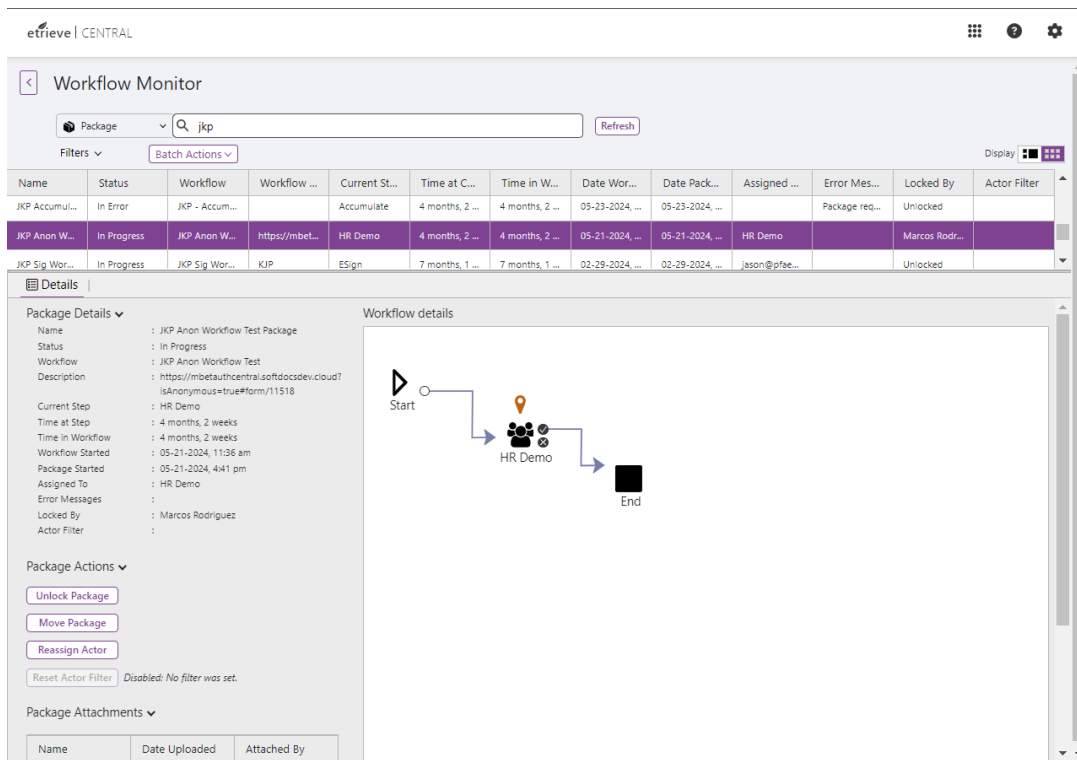 etrieve | CENTRAL
Workflow Monitor
Package jkp Refresh
Filters Batch Actions Display
Name Status Workflow Workflow ... Current St... Time at C... Time in W... Date Wor... Date Pack... Assigned ... Error Mes... Locked By Actor Filter
JKP Accumul... In Error JKP - Accum... Accumulate 4 months, 2 ... 4 months, 2 ... 05-23-2024, ... 05-23-2024, ... Package req... Unlocked
JKP Anon W... In Progress JKP Anon W... https://mbet... HR Demo 4 months, 2 ... 4 months, 2 ... 05-21-2024, ... 05-21-2024, ... HR Demo Marcos Rodr...
JKP Sig Wor... In Progress JKP Sig Wor... KJP ESign 7 months, 1 ... 7 months, 1 ... 02-29-2024, ... 02-29-2024, ... jason@pfae... Unlocked
Details
Package Details
Name : JKP Anon Workflow Test Package
Status : In Progress
Workflow : JKP Anon Workflow Test
Description : https://mbetauthcentral.softdocsdev.cloud?
isAnonymous=true#form/11518
Current Step : HR Demo
Time at Step : 4 months, 2 weeks
Time in Workflow : 4 months, 2 weeks
Workflow Started : 05-21-2024, 11:36 am
Package Started : 05-21-2024, 4:41 pm
Assigned To : HR Demo
Error Messages :
Locked By : Marcos Rodriguez
Actor Filter :
Package Actions
Unlock Package
Move Package
Reassign Actor
Reset Actor Filter Disabled: No filter was set.
Package Attachments
Name Date Uploaded Attached By
Workflow details
Start
HR Demo
End